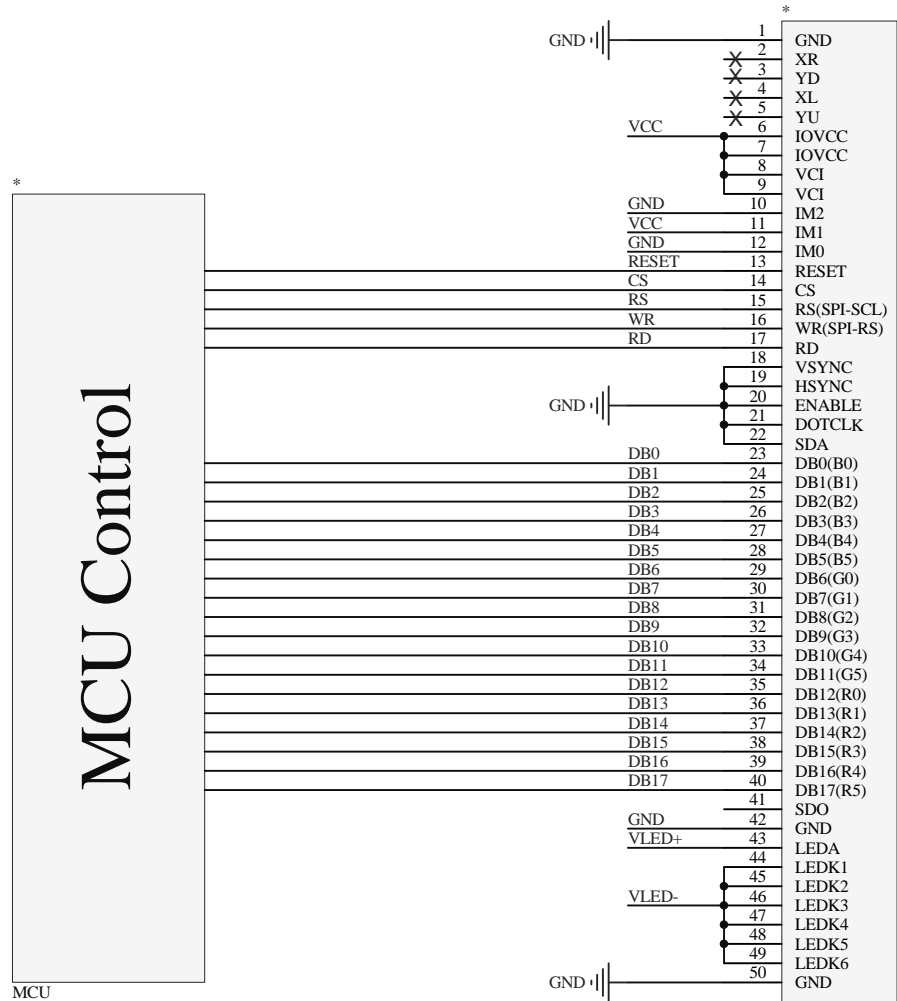 *
1 GND
GND
2 XR
3 YD
4 XL
5 YU
VCC 6 IOVCC
7 IOVCC
8 VCI
9 VCI
*
GND 10 IM2
VCC 11 IM1
GND 12 IM0
RESET 13 RESET
CS 14 CS
RS 15 RS(SPI-SCL)
WR 16 WR(SPI-RS)
RD 17 RD
18 VSYNC
19 HSYNC
GND 20 ENABLE
21 DOTCLK
22 SDA
MCU Control
DB0 23 DB0(B0)
DB1 24 DB1(B1)
DB2 25 DB2(B2)
DB3 26 DB3(B3)
DB4 27 DB4(B4)
DB5 28 DB5(B5)
DB6 29 DB6(G0)
DB7 30 DB7(G1)
DB8 31 DB8(G2)
DB9 32 DB9(G3)
DB10 33 DB10(G4)
DB11 34 DB11(G5)
DB12 35 DB12(R0)
DB13 36 DB13(R1)
DB14 37 DB14(R2)
DB15 38 DB15(R3)
DB16 39 DB16(R4)
DB17 40 DB17(R5)
41 SDO
GND 42 GND
VLED+ 43 LEDA
44 LEDK1
45 LEDK2
VLED- 46 LEDK3
47 LEDK4
48 LEDK5
49 LEDK6
GND 50 GND
MCU